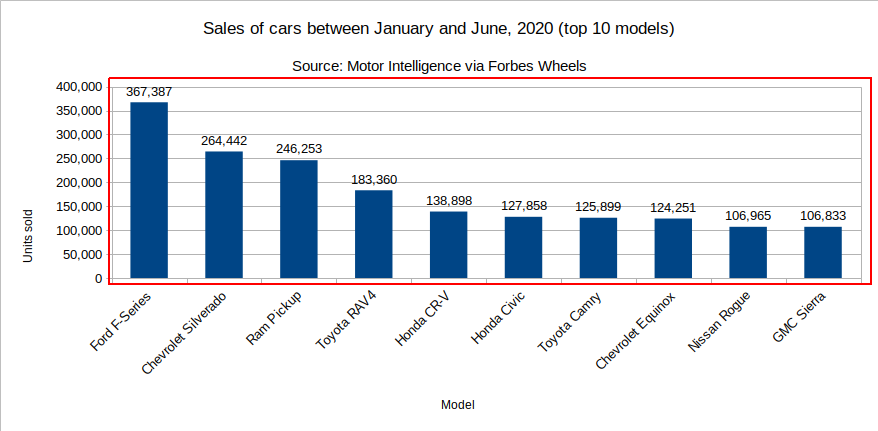 Sales of cars between January and June, 2020 (top 10 models)
Source: Motor Intelligence via Forbes Wheels
Units sold
400,000
350,000
300,000
250,000
200,000
150,000
100,000
50,000
0
367,387
264,442
246,253
183,360
138,898
127,858
125,899
124,251
106,965
106,833
Ford F-Series
Chevrolet Silverado
Ram Pickup
Toyota RAV4
Honda CR-V
Honda Civic
Toyota Camry
Chevrolet Equinox
Nissan Rogue
GMC Sierra
Model